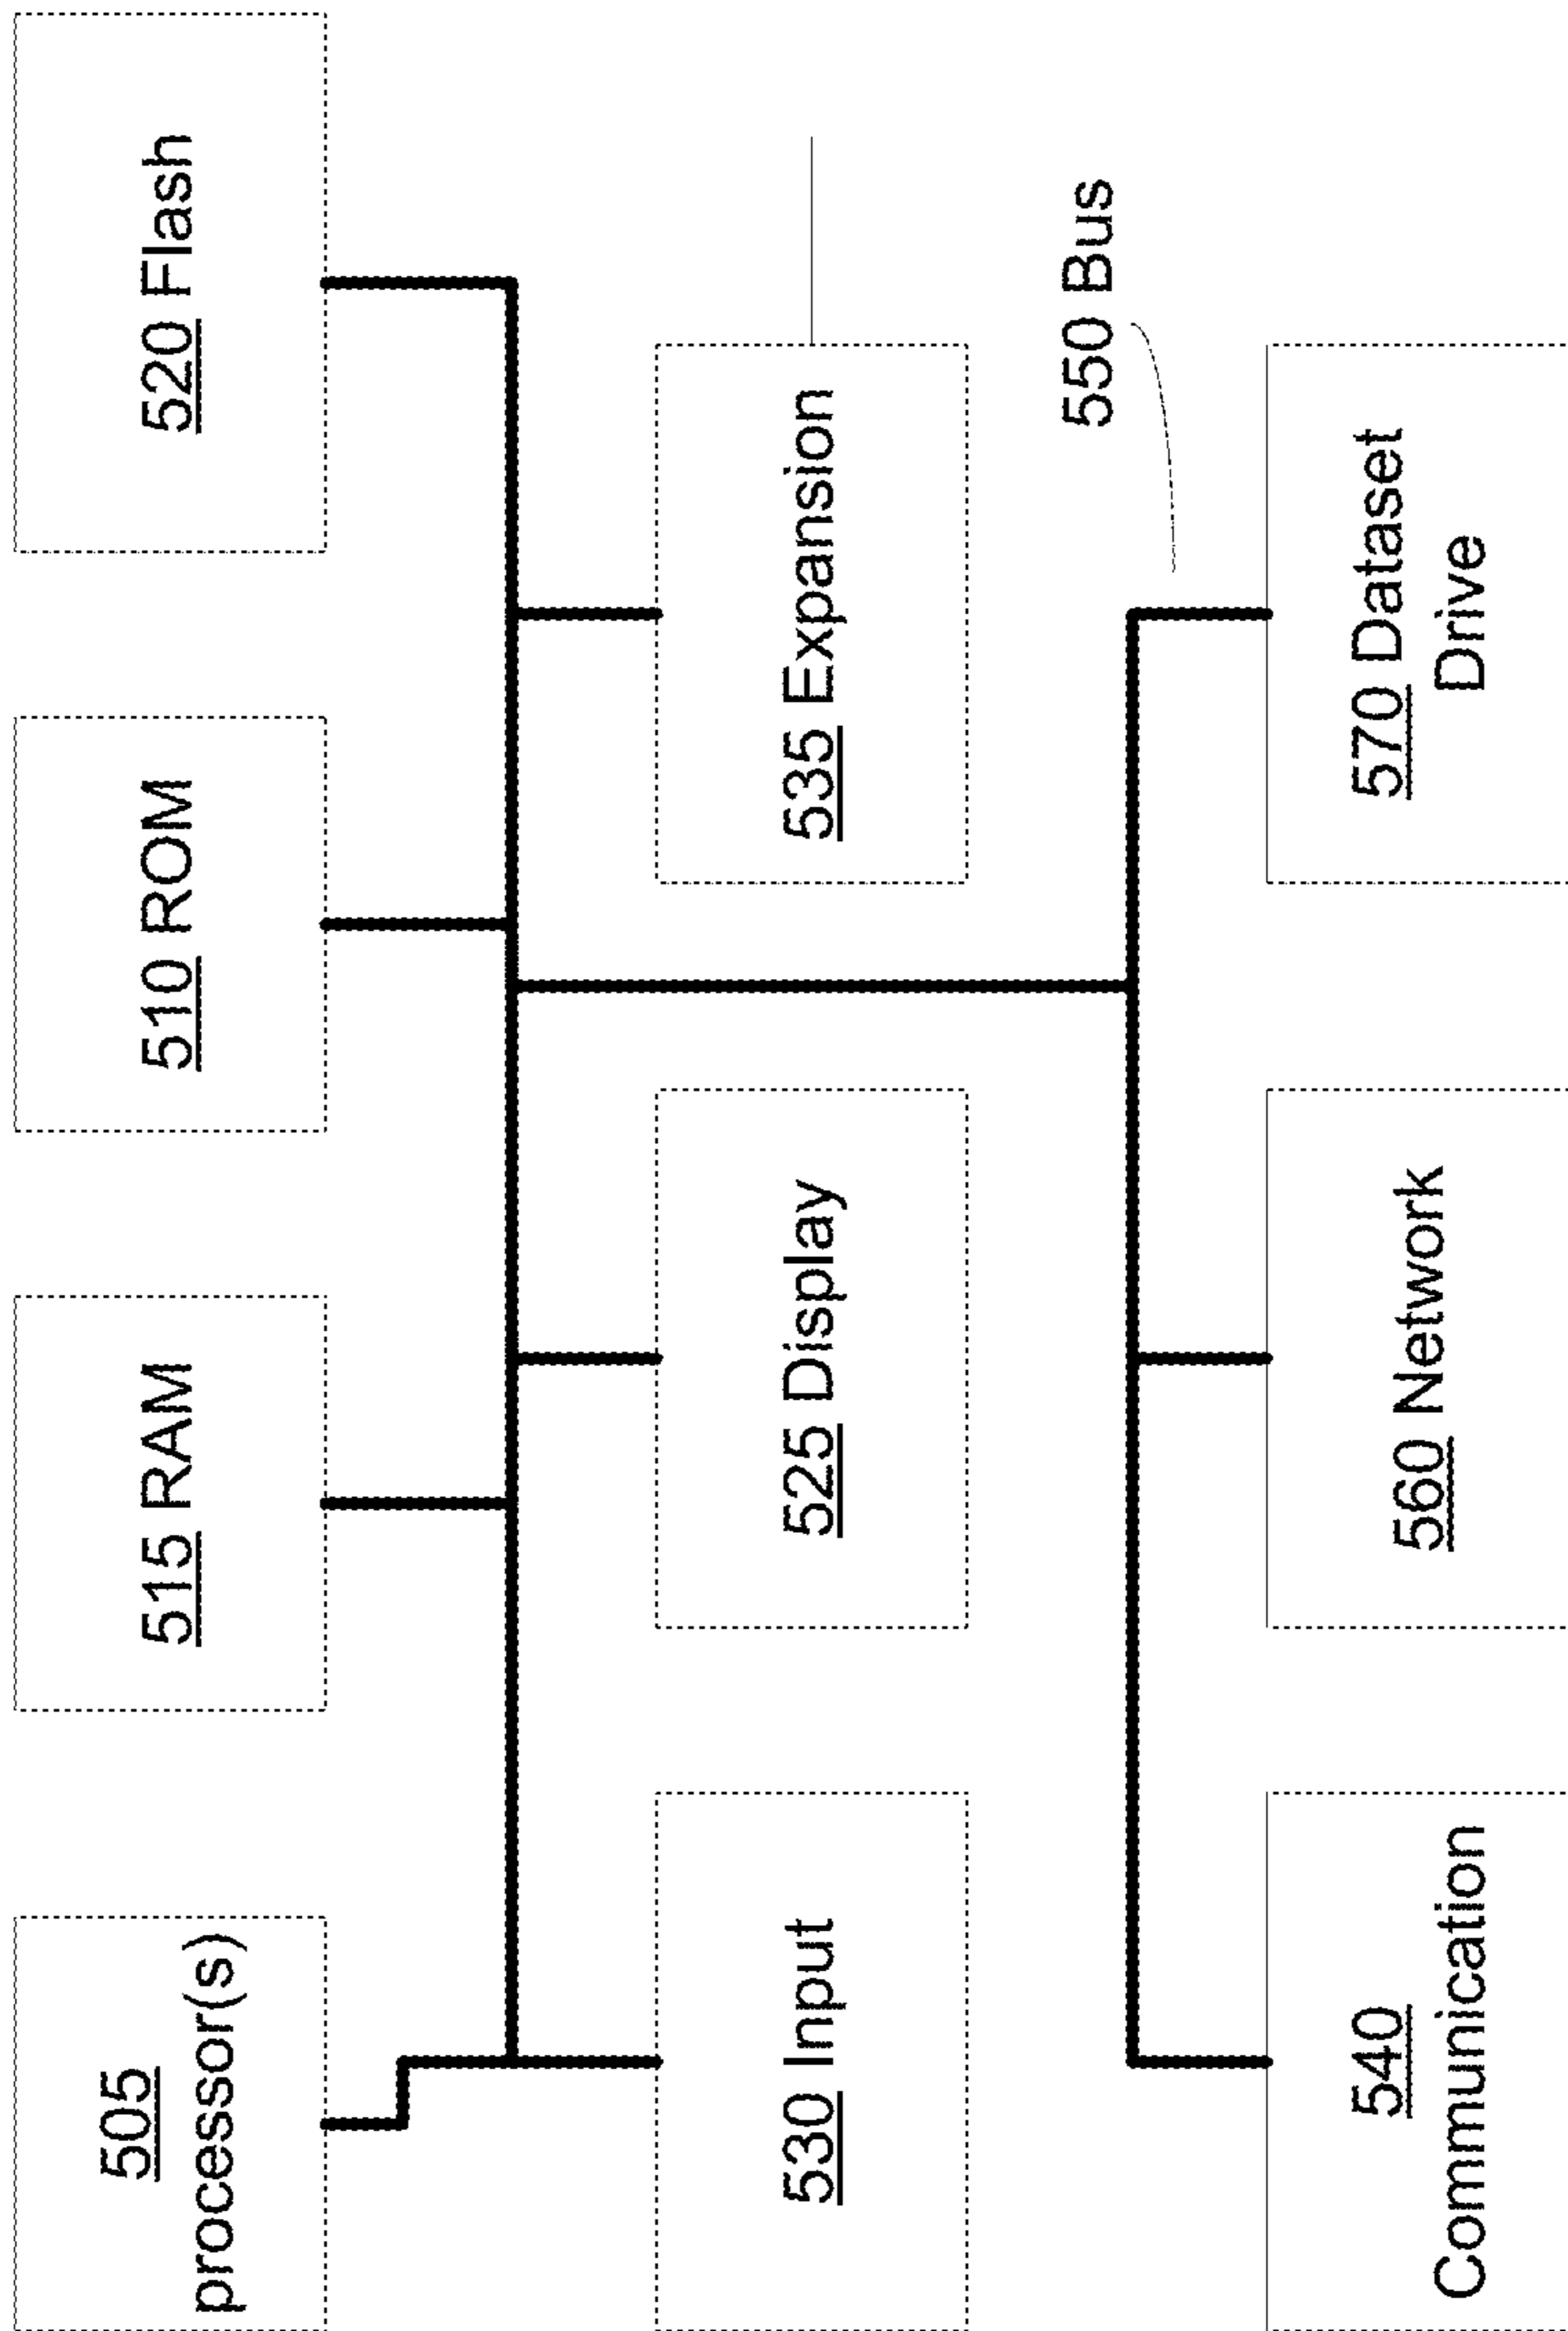 505
processor(s)
515 RAM
510 ROM
520 Flash
530 Input
525 Display
535 Expansion
550 Bus
540
Communication
560 Network
570 Dataset
Drive